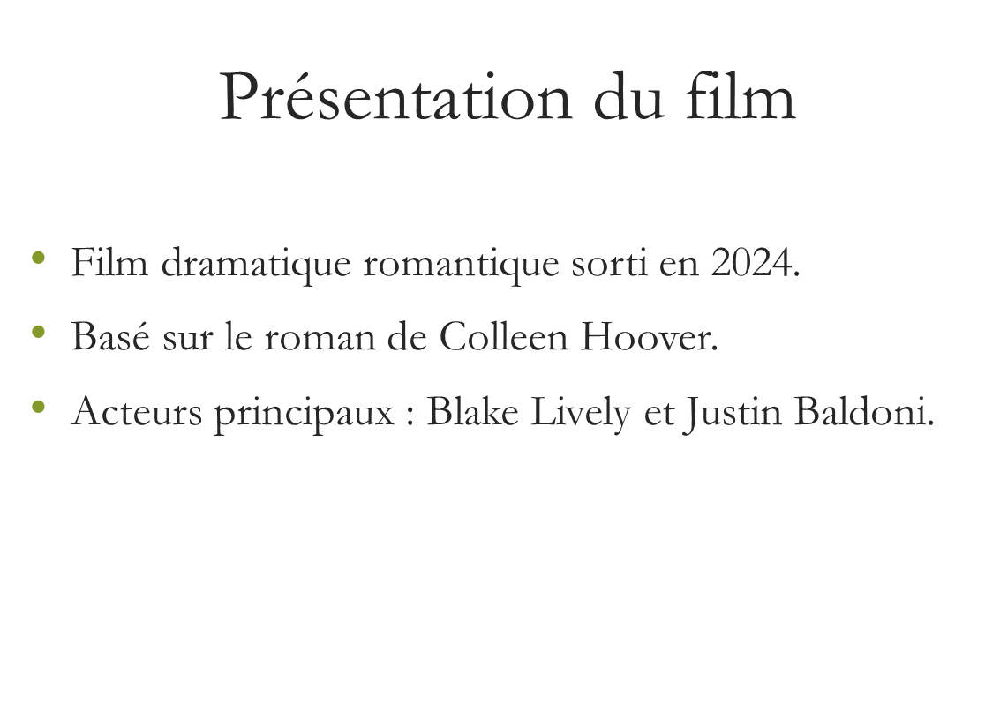 Présentation du film
• Film dramatique romantique sorti en 2024.
• Basé sur le roman de Colleen Hoover.
• Acteurs principaux : Blake Lively et Justin Baldoni.